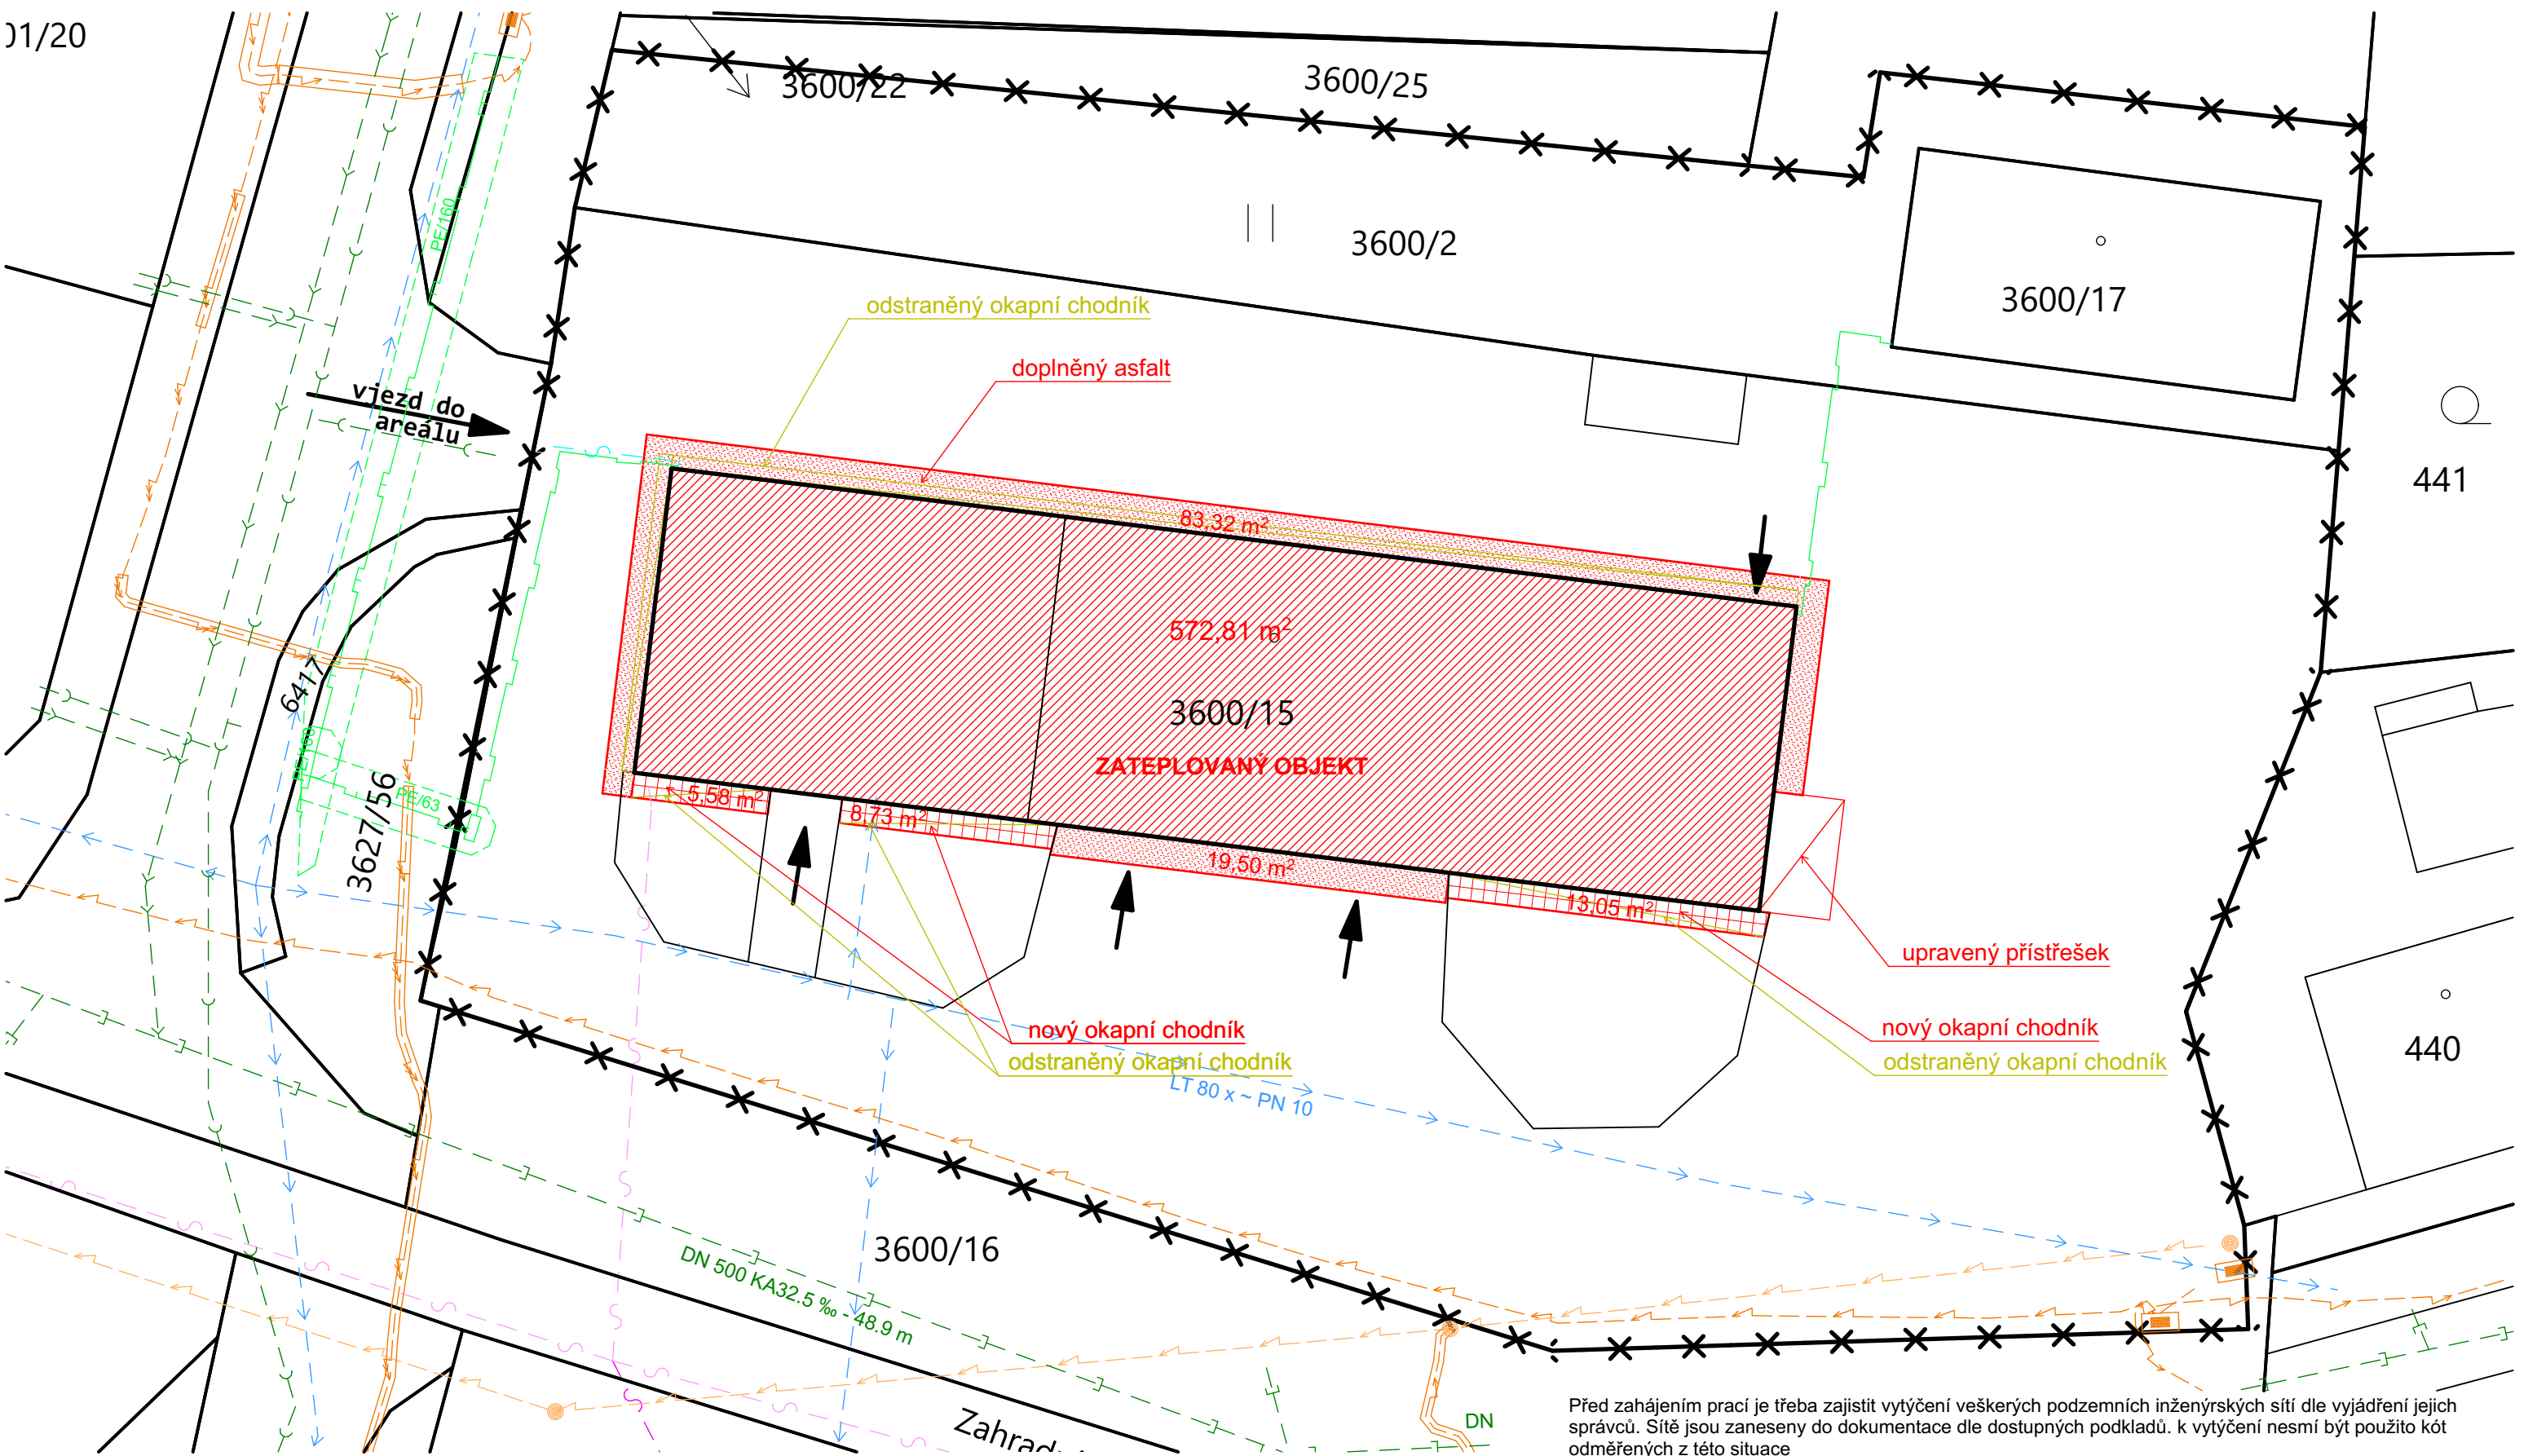 01/20
3600/22
3600/25
3600/2
3600/17
441
440
PE/160
odstraněný okapní chodník
doplněný asfalt
vjezd do
areálu
83,32 m²
572,81 m²
3600/15
ZATEPLOVANÝ OBJEKT
6417
3627/56
PE/160
PE/63
5,58 m²
8,73 m²
19,50 m²
13,05 m²
upravený přístřešek
nový okapní chodník
odstraněný okapní chodník
nový okapní chodník
odstraněný okapní chodník
LT 80 x ~ PN 10
3600/16
DN 500 KA32.5 ‰ - 48.9 m
DN
Před zahájením prací je třeba zajistit vytýčení veškerých podzemních inženýrských sítí dle vyjádření jejich
správců. Sítě jsou zaneseny do dokumentace dle dostupných podkladů. k vytýčení nesmí být použito kót
odměřených z této situace